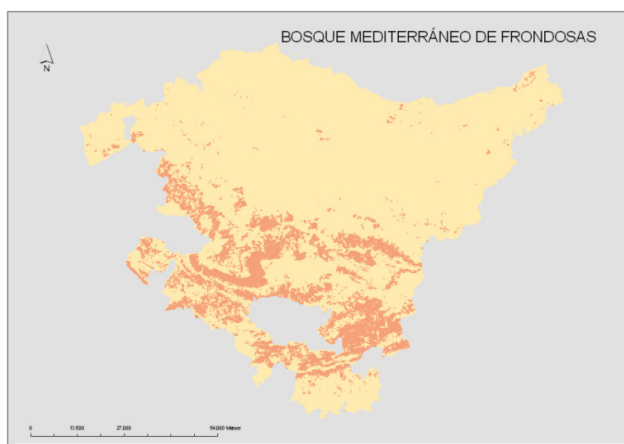 BOSQUE MEDITERRÁNEO DE FRONDOSAS
N
0 13.500 27.000 54.000 Meters